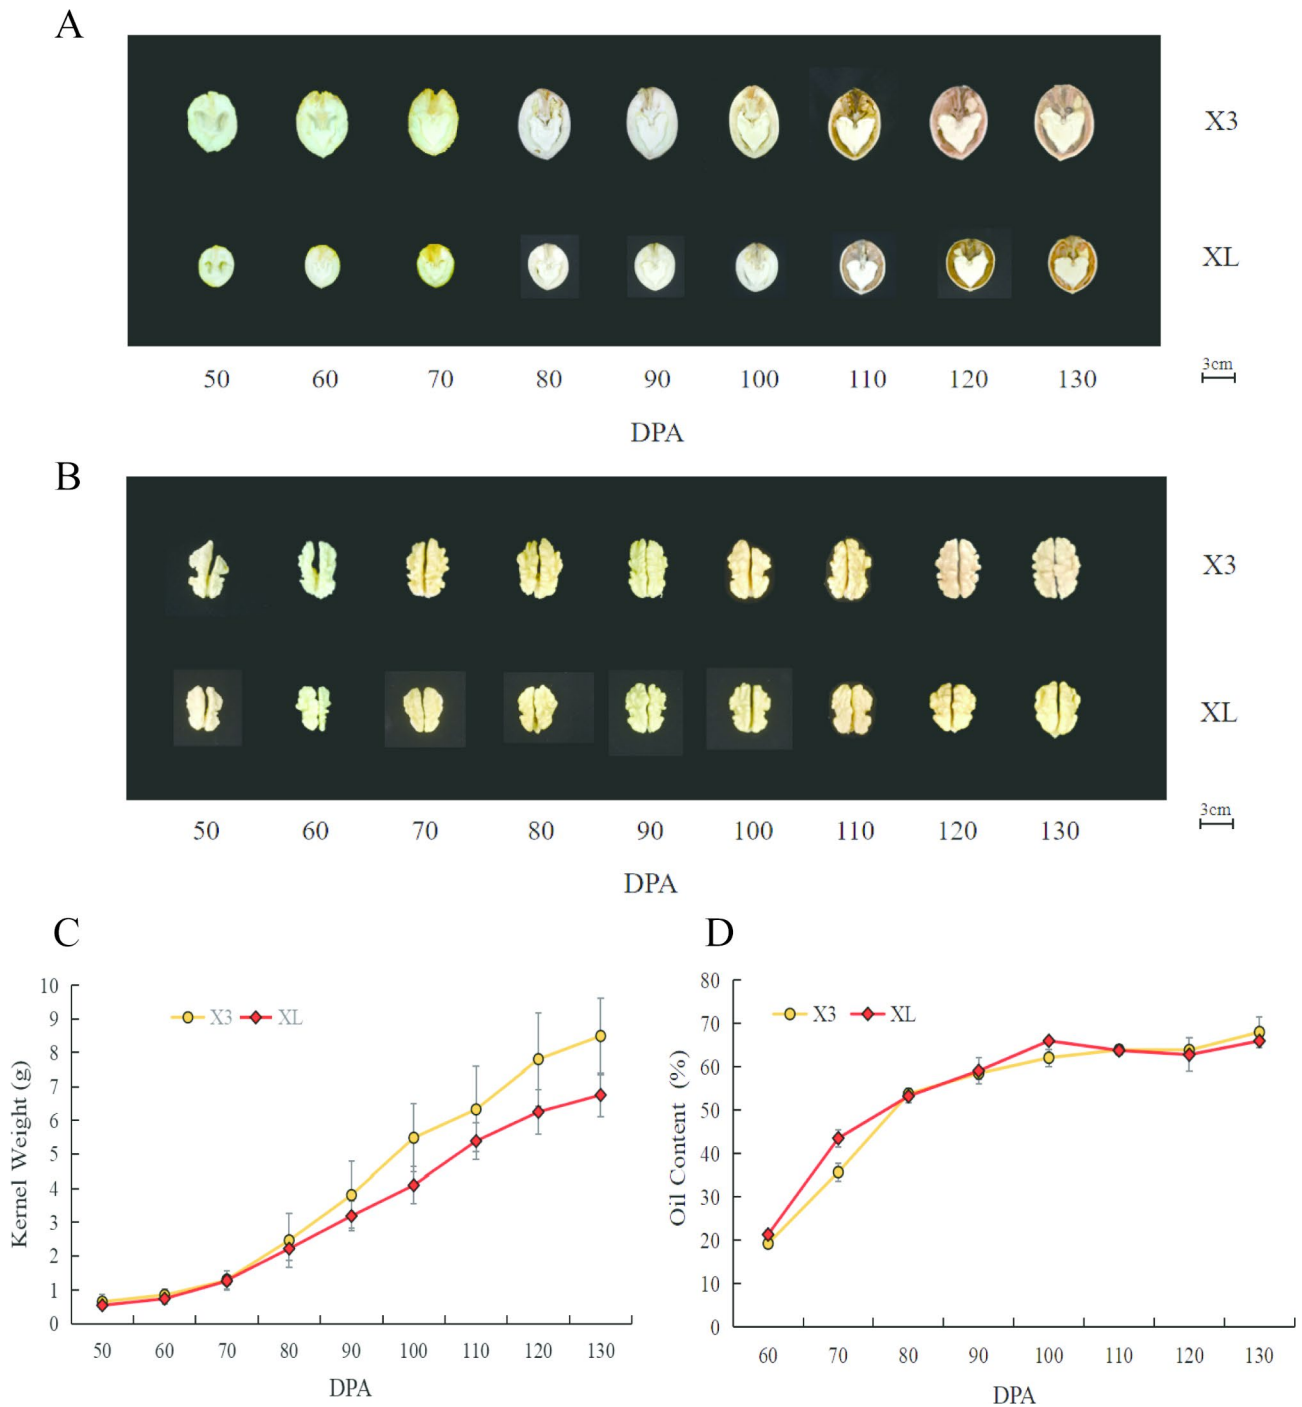 A
X3
XL
50 60 70 80 90 100 110 120 130
3cm
DPA
B
X3
XL
50 60 70 80 90 100 110 120 130
3cm
DPA
C
10
9
8
7
6
5
4
3
2
1
0
Kernel Weight (g)
X3 XL
50 60 70 80 90 100 110 120 130
DPA
D
80
70
60
50
40
30
20
10
0
Oil Content (%)
X3 XL
60 70 80 90 100 110 120 130
DPA